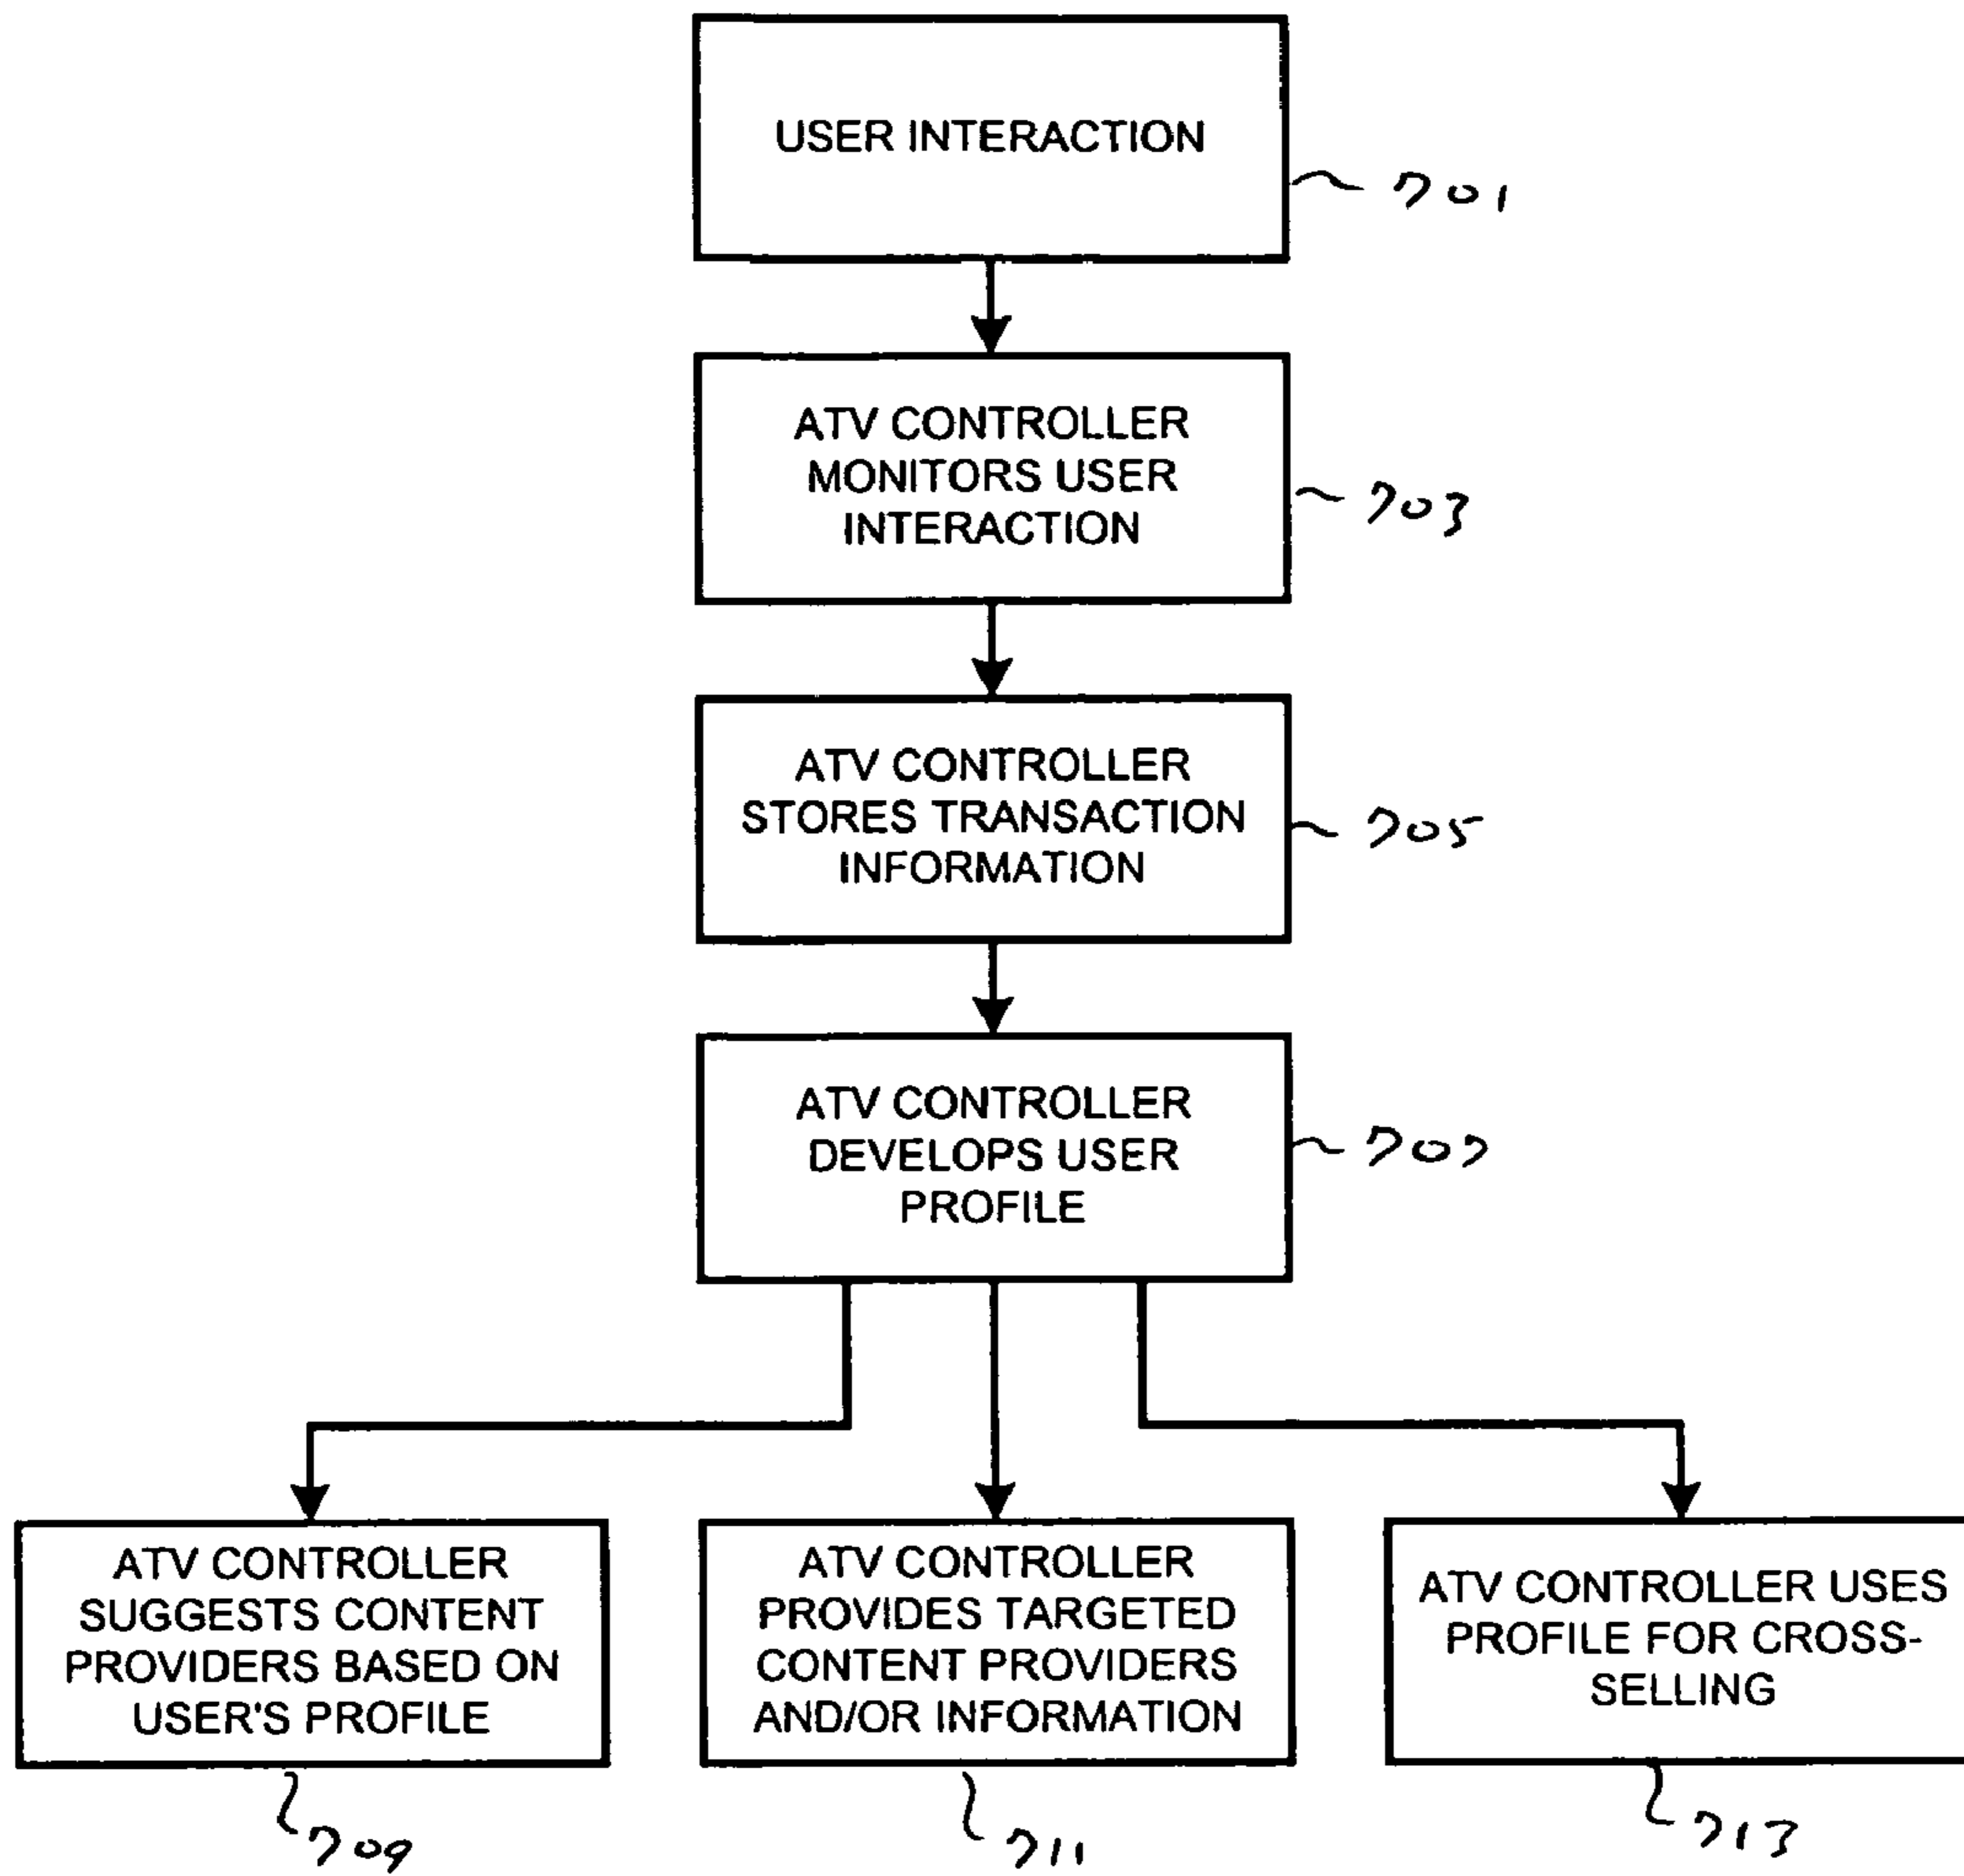 USER INTERACTION
701
ATV CONTROLLER
MONITORS USER
INTERACTION
703
ATV CONTROLLER
STORES TRANSACTION
INFORMATION
705
ATV CONTROLLER
DEVELOPS USER
PROFILE
707
ATV CONTROLLER
SUGGESTS CONTENT
PROVIDERS BASED ON
USER'S PROFILE
709
ATV CONTROLLER
PROVIDES TARGETED
CONTENT PROVIDERS
AND/OR INFORMATION
711
ATV CONTROLLER USES
PROFILE FOR CROSS-
SELLING
713